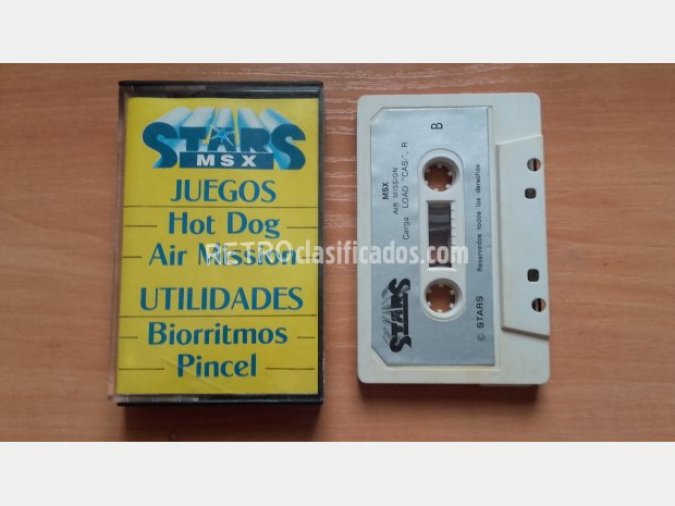 STARS
MSX
JUEGOS
Hot Dog
Air Mission
UTILIDADES
Biorritmos
Pincel
RETROclasificados.com
MSX
AIR MISSION
Carga LOAD "CAS:", R
B
STARS
© STARS Reservados todos los derechos